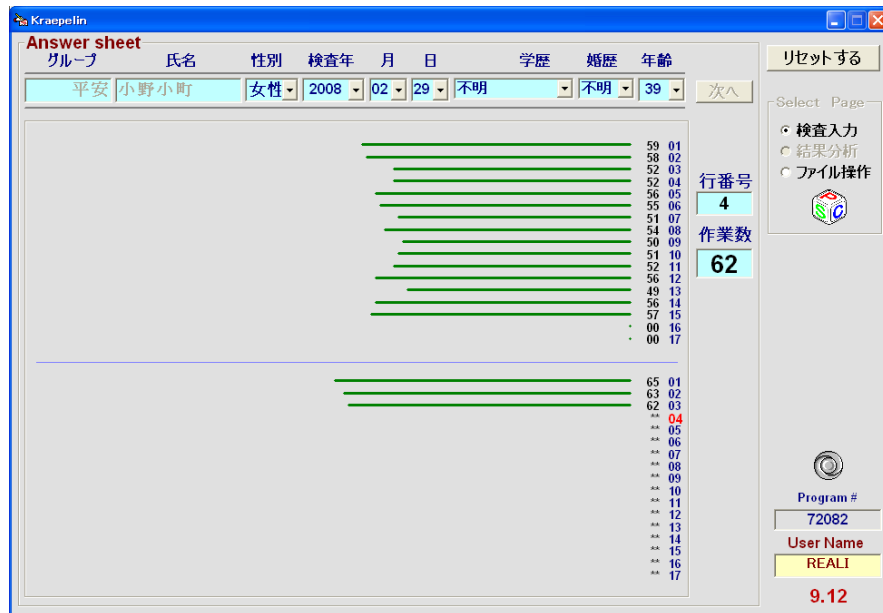 Kraepelin
Answer sheet
グループ 氏名 性別 検査年 月 日 学歴 婚歴 年齢
平安 小野小町 女性 2008 02 29 不明 不明 39 次へ
リセットする
Select Page
検査入力
結果分析
ファイル操作
PSC
行番号
4
作業数
62
59 01
58 02
52 03
52 04
56 05
55 06
51 07
54 08
50 09
51 10
52 11
56 12
49 13
56 14
57 15
00 16
00 17
65 01
63 02
62 03
** 04
** 05
** 06
** 07
** 08
** 09
** 10
** 11
** 12
** 13
** 14
** 15
** 16
** 17
Program #
72082
User Name
REALI
9.12